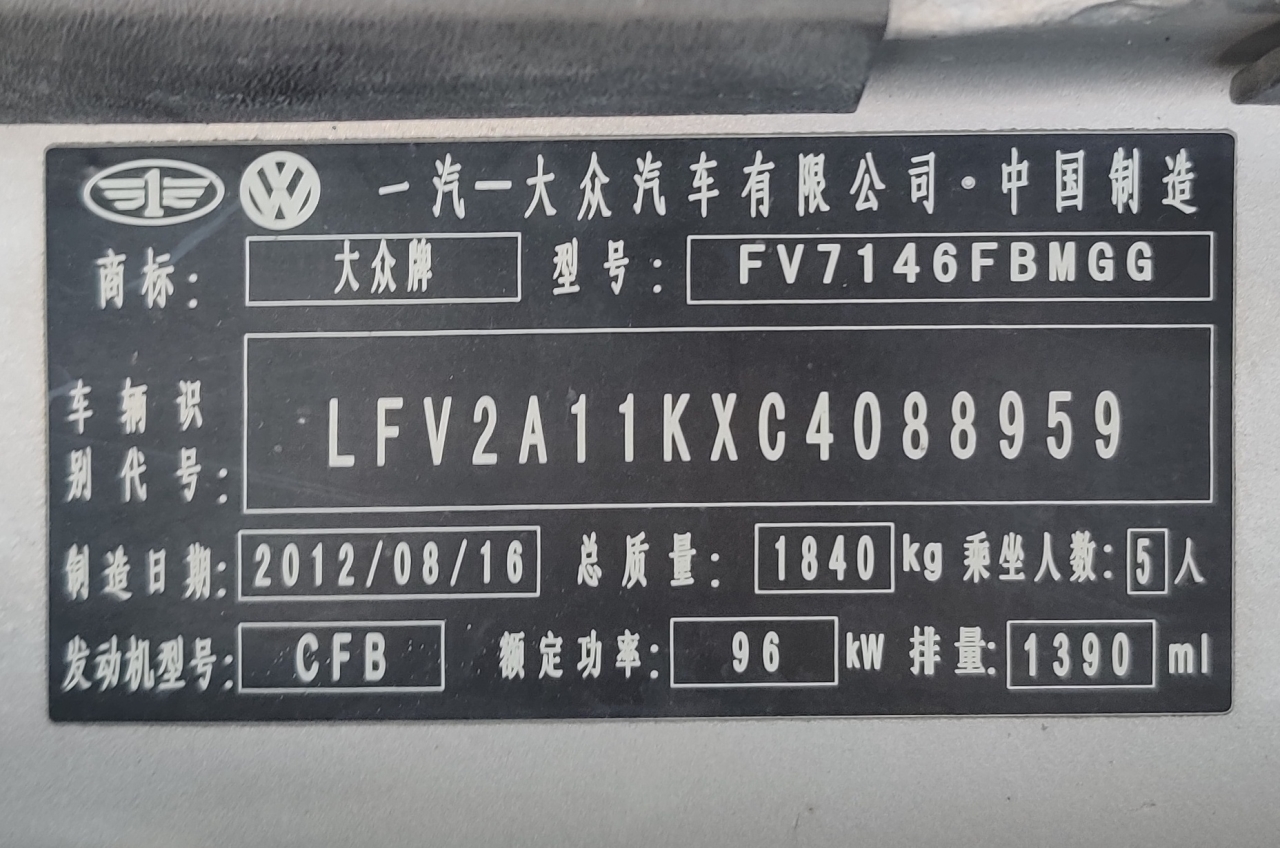 一汽一大众汽车有限公司·中国制造
商标: 大众牌 型号: FV7146FBMGG
车辆识
别代号: LFV2A11KXC4088959
制造日期: 2012/08/16 总质量: 1840 kg 乘坐人数: 5 人
发动机型号: CFB 额定功率: 96 kW 排量: 1390 ml